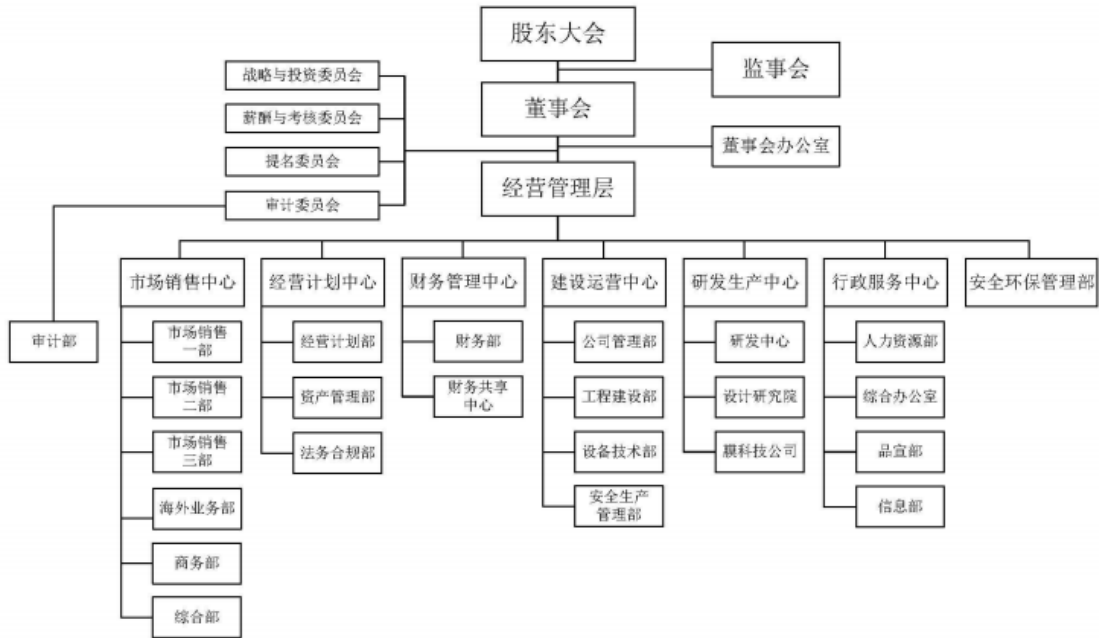 股东大会
监事会
战略与投资委员会
董事会
薪酬与考核委员会
董事会办公室
提名委员会
经营管理层
审计委员会
市场销售中心
经营计划中心
财务管理中心
建设运营中心
研发生产中心
行政服务中心
安全环保管理部
审计部
市场销售
一部
经营计划部
财务部
公司管理部
研发中心
人力资源部
市场销售
二部
资产管理部
财务共享
中心
工程建设部
设计研究院
综合办公室
市场销售
三部
法务合规部
设备技术部
膜科技公司
品宣部
海外业务部
安全生产
管理部
信息部
商务部
综合部